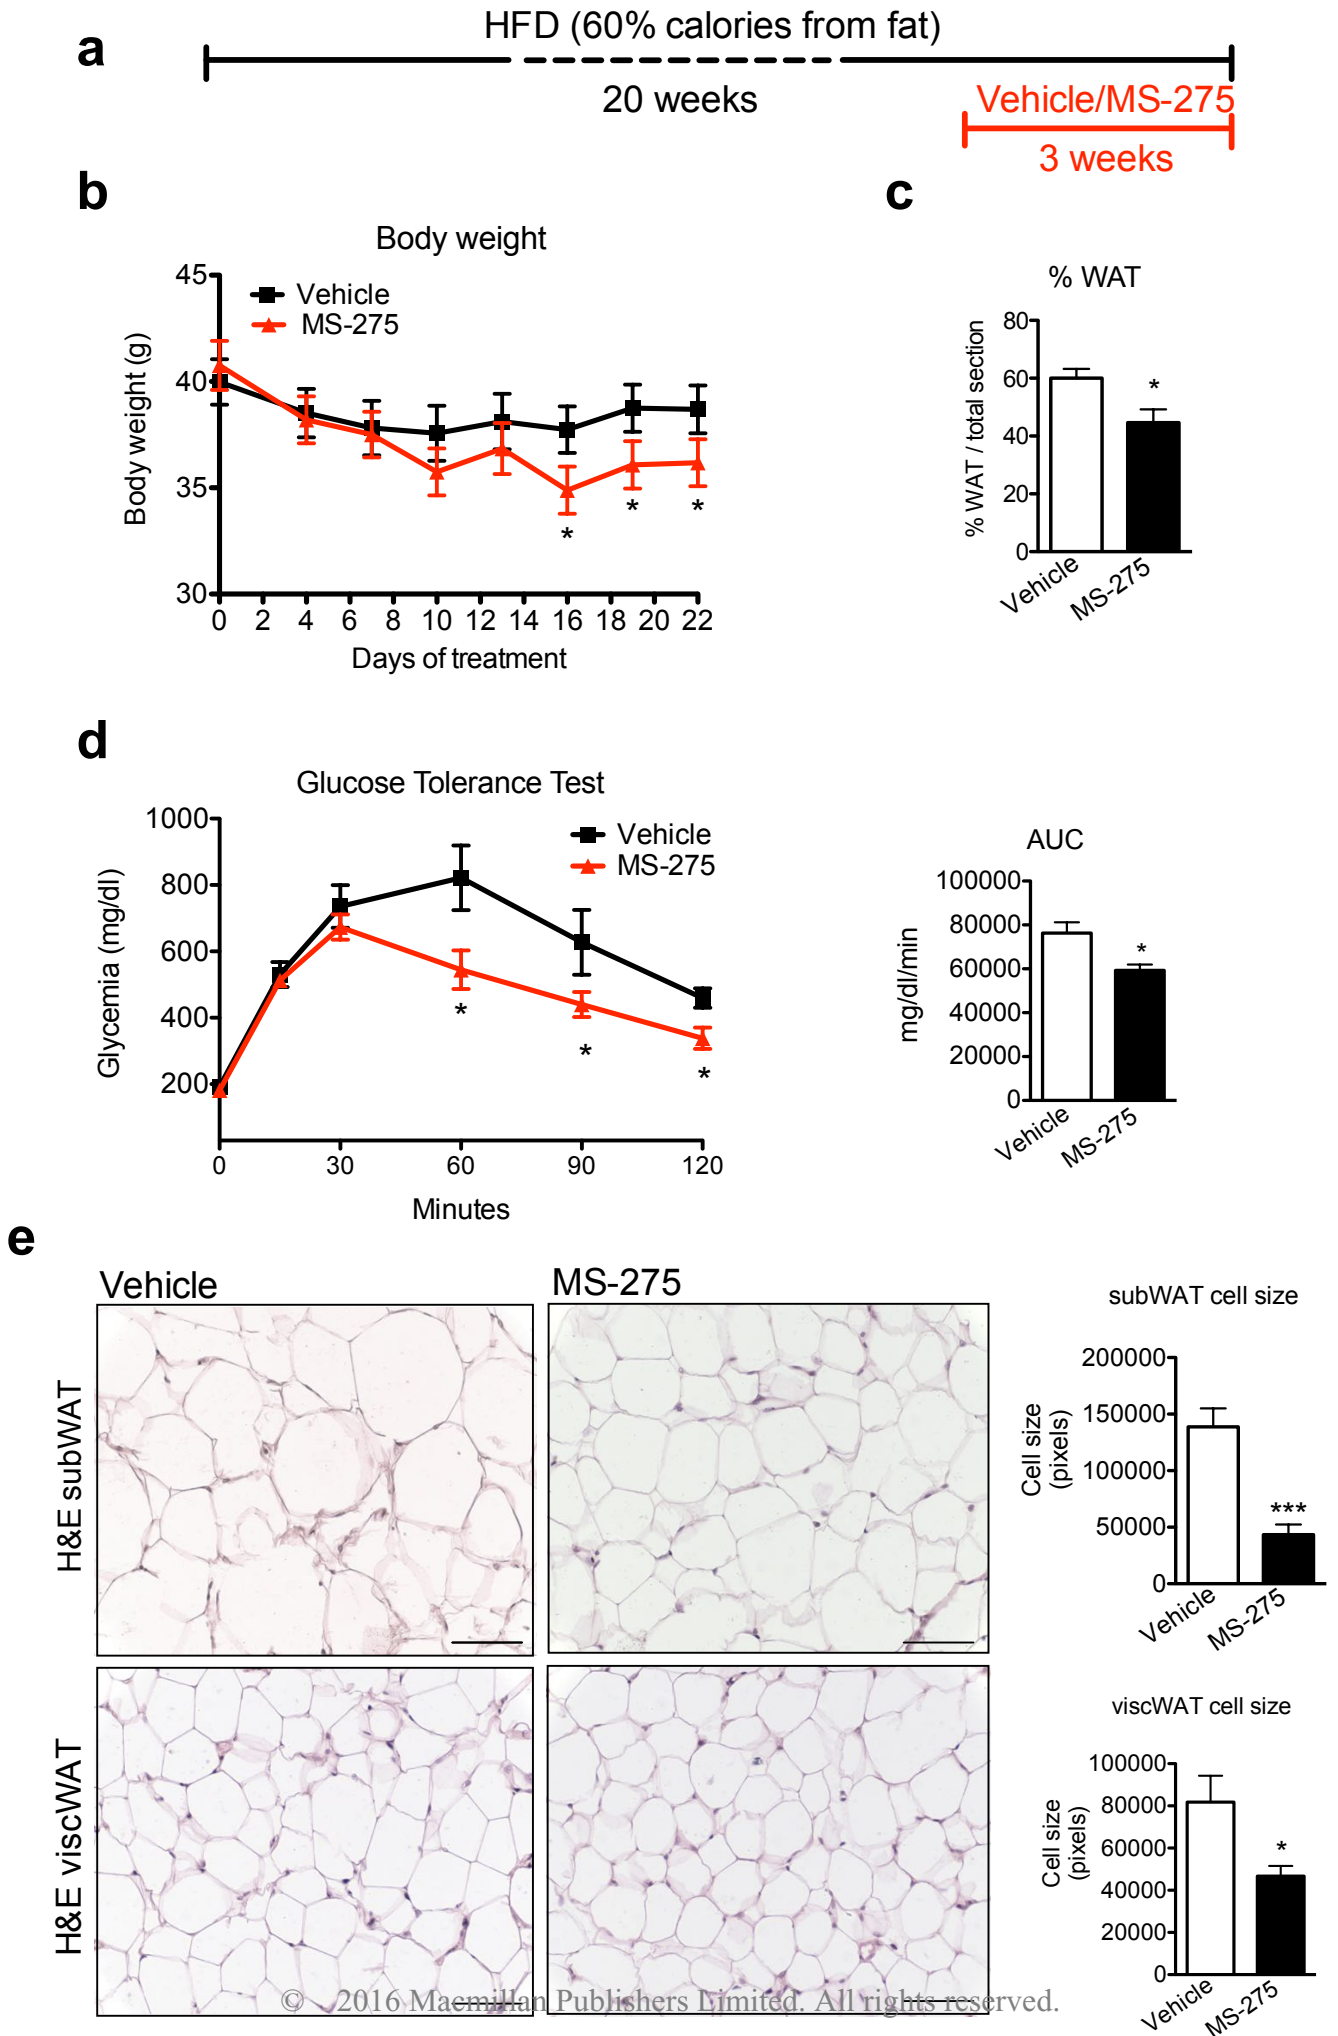 a
HFD (60% calories from fat)
20 weeks
Vehicle/MS-275
3 weeks
b
Body weight
Vehicle
MS-275
Body weight (g)
45
40
35
30
0 2 4 6 8 10 12 14 16 18 20 22
* * *
Days of treatment
c
% WAT
% WAT / total section
80
60
40
20
0
*
Vehicle
MS-275
d
Glucose Tolerance Test
Vehicle
MS-275
Glycemia (mg/dl)
1000
800
600
400
200
0 30 60 90 120
* * *
Minutes
AUC
mg/dl/min
100000
80000
60000
40000
20000
0
*
Vehicle
MS-275
e
Vehicle
MS-275
H&E subWAT
subWAT cell size
Cell size
(pixels)
200000
150000
100000
50000
0
***
Vehicle
MS-275
H&E viscWAT
viscWAT cell size
Cell size
(pixels)
100000
80000
60000
40000
20000
0
*
Vehicle
MS-275
© 2016 Macmillan Publishers Limited. All rights reserved.